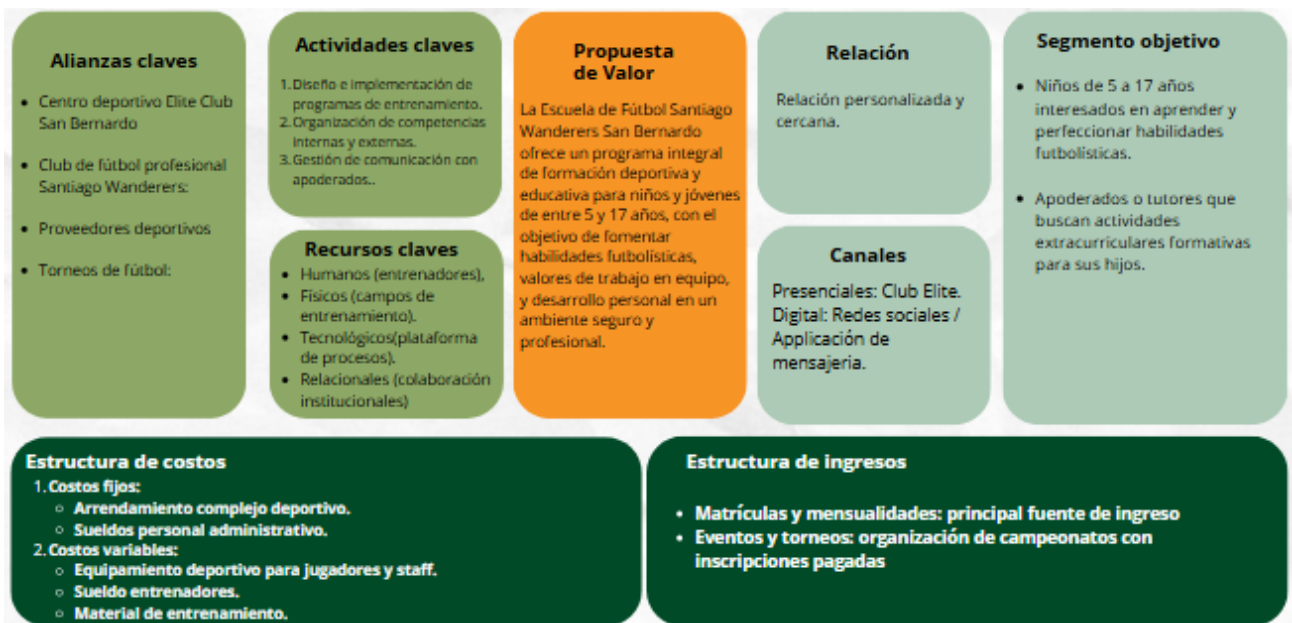 Alianzas claves
• Centro deportivo Elite Club
San Bernardo
• Club de fútbol profesional
Santiago Wanderers:
• Proveedores deportivos
• Torneos de fútbol:
Actividades claves
1. Diseño e implementación de
programas de entrenamiento.
2. Organización de competencias
internas y externas.
3. Gestión de comunicación con
apoderados..
Recursos claves
• Humanos (entrenadores),
• Físicos (campos de
entrenamiento).
• Tecnológicos(plataforma
de procesos).
• Relacionales (colaboración
institucionales)
Propuesta
de Valor
La Escuela de Fútbol Santiago
Wanderers San Bernardo
ofrece un programa integral
de formación deportiva y
educativa para niños y jóvenes
de entre 5 y 17 años, con el
objetivo de fomentar
habilidades futbolísticas,
valores de trabajo en equipo,
y desarrollo personal en un
ambiente seguro y
profesional.
Relación
Relación personalizada y
cercana.
Canales
Presenciales: Club Elite.
Digital: Redes sociales /
Aplicación de
mensajeria.
Segmento objetivo
• Niños de 5 a 17 años
interesados en aprender y
perfeccionar habilidades
futbolísticas.
• Apoderados o tutores que
buscan actividades
extracurriculares formativas
para sus hijos.
Estructura de costos
1. Costos fijos:
○ Arrendamiento complejo deportivo.
○ Sueldos personal administrativo.
2. Costos variables:
○ Equipamiento deportivo para jugadores y staff.
○ Sueldo entrenadores.
○ Material de entrenamiento.
Estructura de ingresos
• Matrículas y mensualidades: principal fuente de ingreso
• Eventos y torneos: organización de campeonatos con
inscripciones pagadas